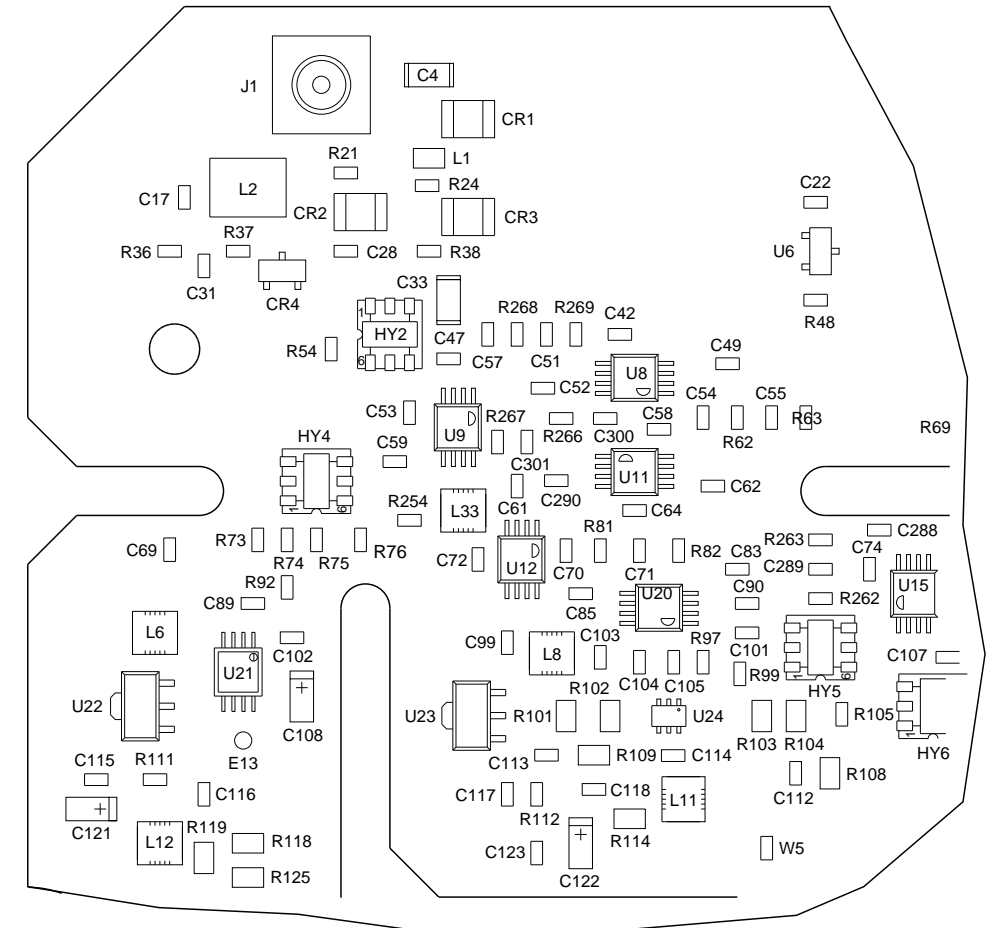 J1
C4
CR1
R21
L1
C17
L2
R24
C22
CR2
CR3
R36
R37
C28
R38
U6
C31
CR4
C33
R48
1
HY2
6
R268
R269
C42
R54
C47
C57
C51
C49
U8
C52
C53
R267
C54
C55
U9
R266
C300
C58
R62
R63
R69
HY4
C59
C301
U11
1
6
R254
L33
C61
C290
C62
C64
C69
R73
R74
R75
R76
C72
U12
C70
R81
C71
R82
C83
R263
C74
C288
C289
R92
C89
C85
U20
C90
R262
U15
L6
C102
C99
L8
C103
R97
C101
C107
U21
C104
C105
R99
1
6
HY5
U22
C108
U23
R101
R102
U24
R103
R104
R105
1
HY6
E13
C113
R109
C114
C115
R111
R108
C116
C117
R112
C118
L11
C112
C121
R119
L12
R118
R114
C123
C122
W5
R125